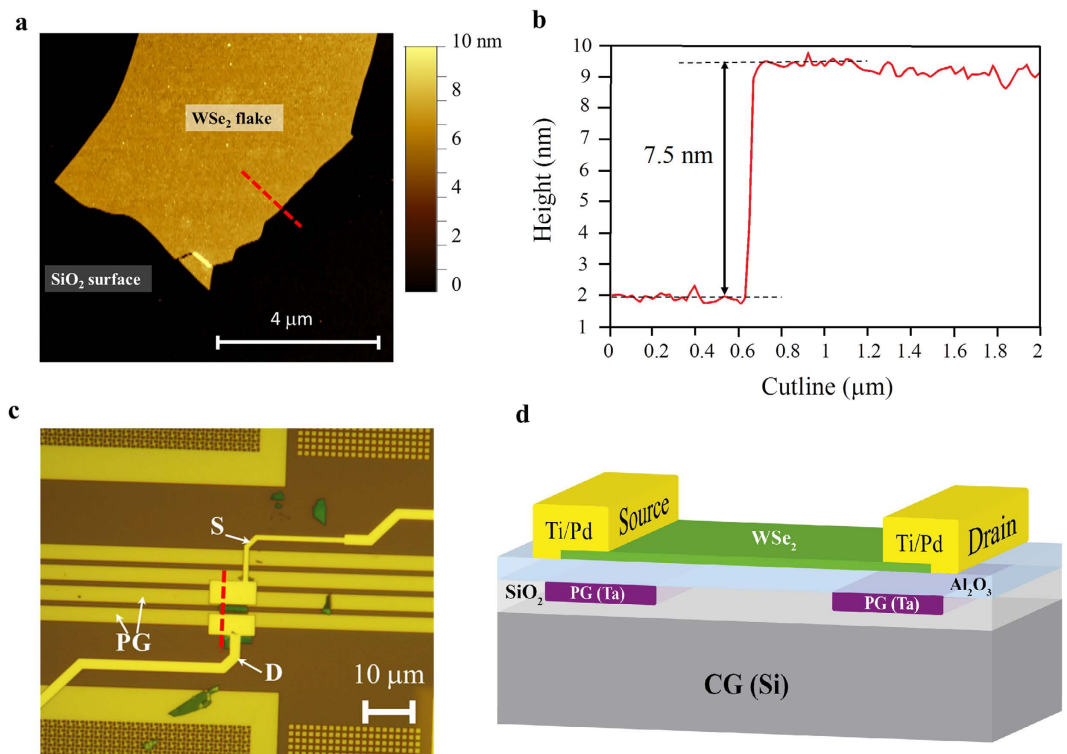 a
WSe₂ flake
SiO₂ surface
4 μm
10 nm
8
6
4
2
0
b
Height (nm)
10
9
8
7
6
5
4
3
2
1
7.5 nm
0
0.2
0.4
0.6
0.8
1
1.2
1.4
1.6
1.8
2
Cutline (μm)
c
S
PG
D
10 μm
d
Ti/Pd
Source
WSe₂
Ti/Pd
Drain
SiO₂
PG (Ta)
PG (Ta)
Al₂O₃
CG (Si)